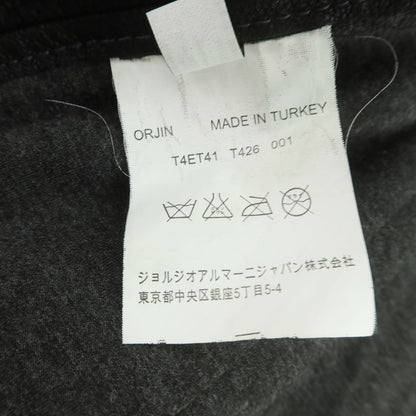 ORJIN MADE IN TURKEY
T4ET41 T426 001
ジョルジオアルマーニジャパン株式会社
東京都中央区銀座5丁目5-4